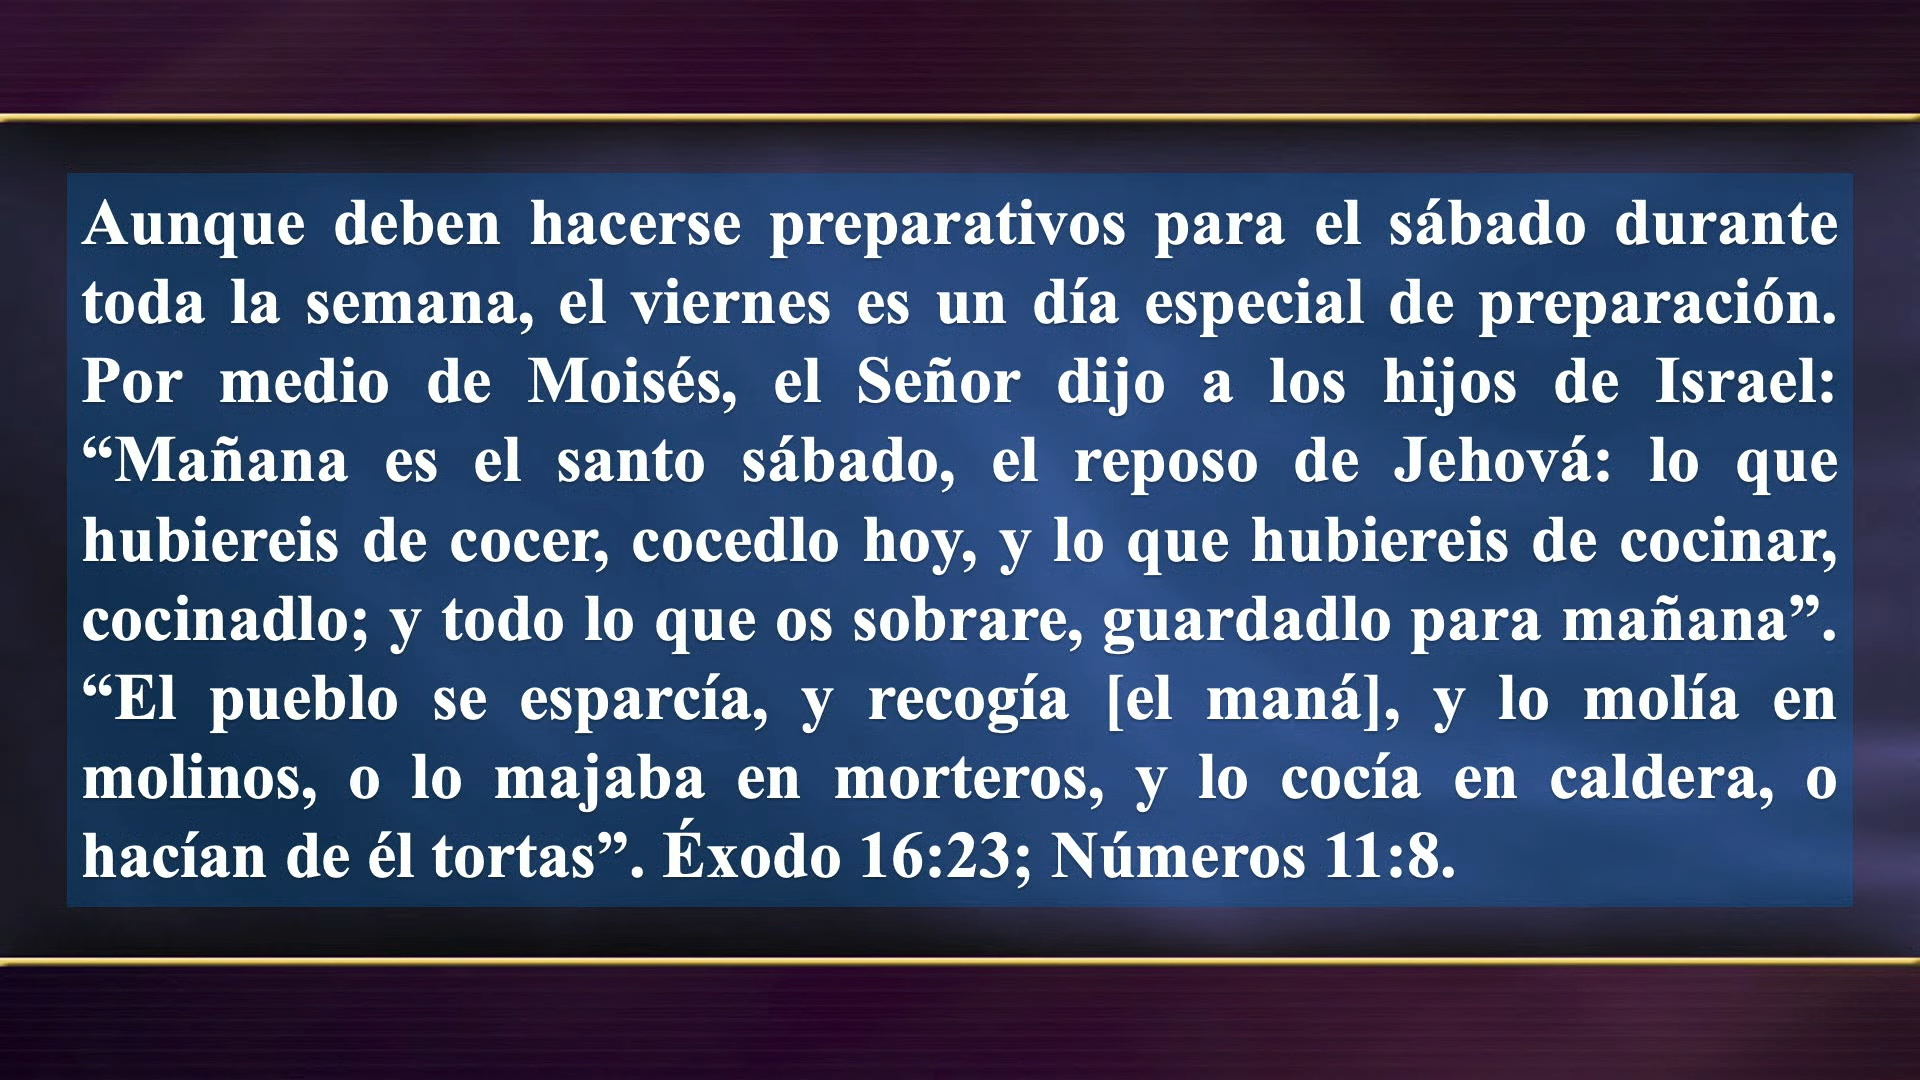 Aunque deben hacerse preparativos para el sábado durante
toda la semana, el viernes es un día especial de preparación.
Por medio de Moisés, el Señor dijo a los hijos de Israel:
“Mañana es el santo sábado, el reposo de Jehová: lo que
hubiereis de cocer, cocedlo hoy, y lo que hubiereis de cocinar,
cocinadlo; y todo lo que os sobrare, guardadlo para mañana”.
“El pueblo se esparcía, y recogía [el maná], y lo molía en
molinos, o lo majaba en morteros, y lo cocía en caldera, o
hacían de él tortas”. Éxodo 16:23; Números 11:8.